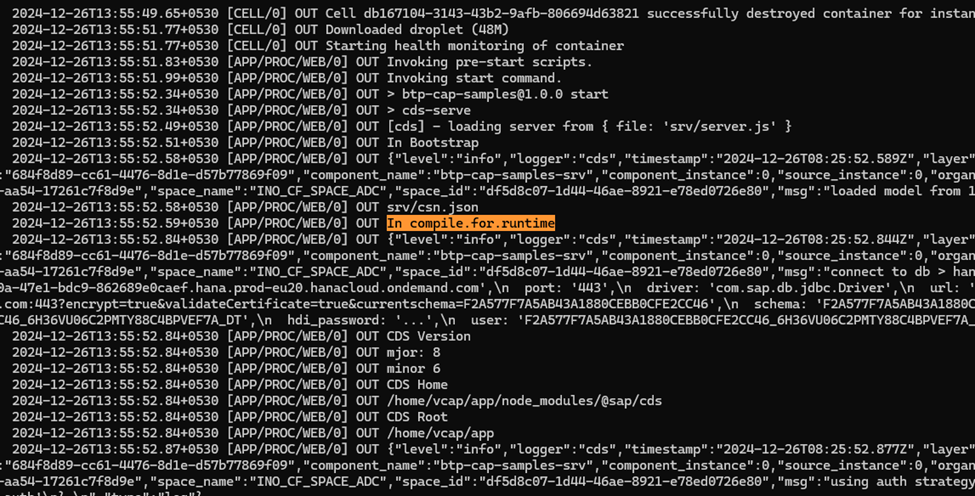 2024-12-26T13:55:49.65+0530 [CELL/0] OUT Cell db167104-3143-43b2-9afb-806694d63821 successfully destroyed container for instan
2024-12-26T13:55:51.77+0530 [CELL/0] OUT Downloaded droplet (48M)
2024-12-26T13:55:51.77+0530 [CELL/0] OUT Starting health monitoring of container
2024-12-26T13:55:51.83+0530 [APP/PROC/WEB/0] OUT Invoking pre-start scripts.
2024-12-26T13:55:51.99+0530 [APP/PROC/WEB/0] OUT Invoking start command.
2024-12-26T13:55:52.34+0530 [APP/PROC/WEB/0] OUT > btp-cap-samples@1.0.0 start
2024-12-26T13:55:52.34+0530 [APP/PROC/WEB/0] OUT > cds-serve
2024-12-26T13:55:52.49+0530 [APP/PROC/WEB/0] OUT [cds] - loading server from { file: 'srv/server.js' }
2024-12-26T13:55:52.51+0530 [APP/PROC/WEB/0] OUT In Bootstrap
2024-12-26T13:55:52.58+0530 [APP/PROC/WEB/0] OUT {"level":"info","logger":"cds","timestamp":"2024-12-26T08:25:52.589Z","layer"
:"684f8d89-cc61-4476-8d1e-d57b77869f09","component_name":"btp-cap-samples-srv","component_instance":0,"source_instance":0,"organ
-aa54-17261c7f8d9e","space_name":"INO_CF_SPACE_ADC","space_id":"df5d8c07-1d44-46ae-8921-e78ed0726e80","msg":"loaded model from 1
2024-12-26T13:55:52.58+0530 [APP/PROC/WEB/0] OUT srv/csn.json
2024-12-26T13:55:52.59+0530 [APP/PROC/WEB/0] OUT In compile.for.runtime
2024-12-26T13:55:52.84+0530 [APP/PROC/WEB/0] OUT {"level":"info","logger":"cds","timestamp":"2024-12-26T08:25:52.844Z","layer"
:"684f8d89-cc61-4476-8d1e-d57b77869f09","component_name":"btp-cap-samples-srv","component_instance":0,"source_instance":0,"organ
-aa54-17261c7f8d9e","space_name":"INO_CF_SPACE_ADC","space_id":"df5d8c07-1d44-46ae-8921-e78ed0726e80","msg":"connect to db > han
0a-47e1-bdc9-862689e0caef.hana.prod-eu20.hanacloud.ondemand.com',\n  port: '443',\n  driver: 'com.sap.db.jdbc.Driver',\n  url: '
.com:443?encrypt=true&validateCertificate=true&currentschema=F2A577F7A5AB43A1880CEBB0CFE2CC46',\n  schema: 'F2A577F7A5AB43A1880C
CC46_6H36VU06C2PMTY88C4BPVEF7A_DT',\n  hdi_password: '...',\n  user: 'F2A577F7A5AB43A1880CEBB0CFE2CC46_6H36VU06C2PMTY88C4BPVEF7A_
2024-12-26T13:55:52.84+0530 [APP/PROC/WEB/0] OUT CDS Version
2024-12-26T13:55:52.84+0530 [APP/PROC/WEB/0] OUT mjor: 8
2024-12-26T13:55:52.84+0530 [APP/PROC/WEB/0] OUT minor 6
2024-12-26T13:55:52.84+0530 [APP/PROC/WEB/0] OUT CDS Home
2024-12-26T13:55:52.84+0530 [APP/PROC/WEB/0] OUT /home/vcap/app/node_modules/@sap/cds
2024-12-26T13:55:52.84+0530 [APP/PROC/WEB/0] OUT CDS Root
2024-12-26T13:55:52.84+0530 [APP/PROC/WEB/0] OUT /home/vcap/app
2024-12-26T13:55:52.87+0530 [APP/PROC/WEB/0] OUT {"level":"info","logger":"cds","timestamp":"2024-12-26T08:25:52.877Z","layer"
:"684f8d89-cc61-4476-8d1e-d57b77869f09","component_name":"btp-cap-samples-srv","component_instance":0,"source_instance":0,"organ
-aa54-17261c7f8d9e","space_name":"INO_CF_SPACE_ADC","space_id":"df5d8c07-1d44-46ae-8921-e78ed0726e80","msg":"using auth strategy